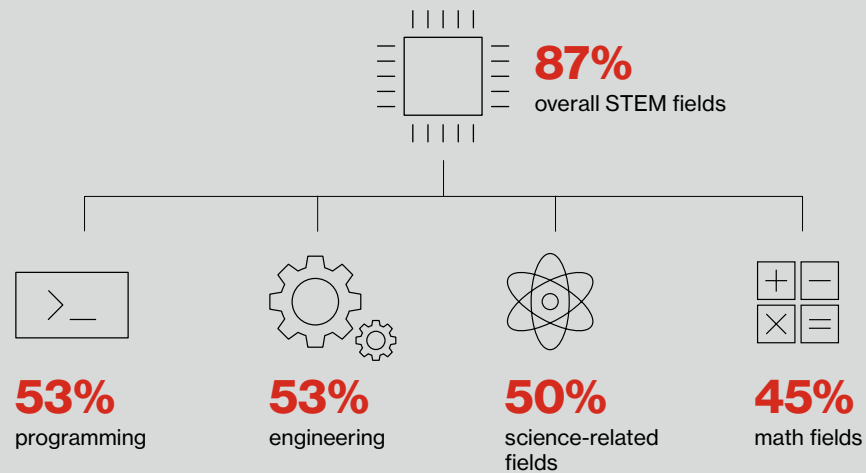 87%
overall STEM fields
>_
+ −
× =
53%
programming
53%
engineering
50%
science-related
fields
45%
math fields